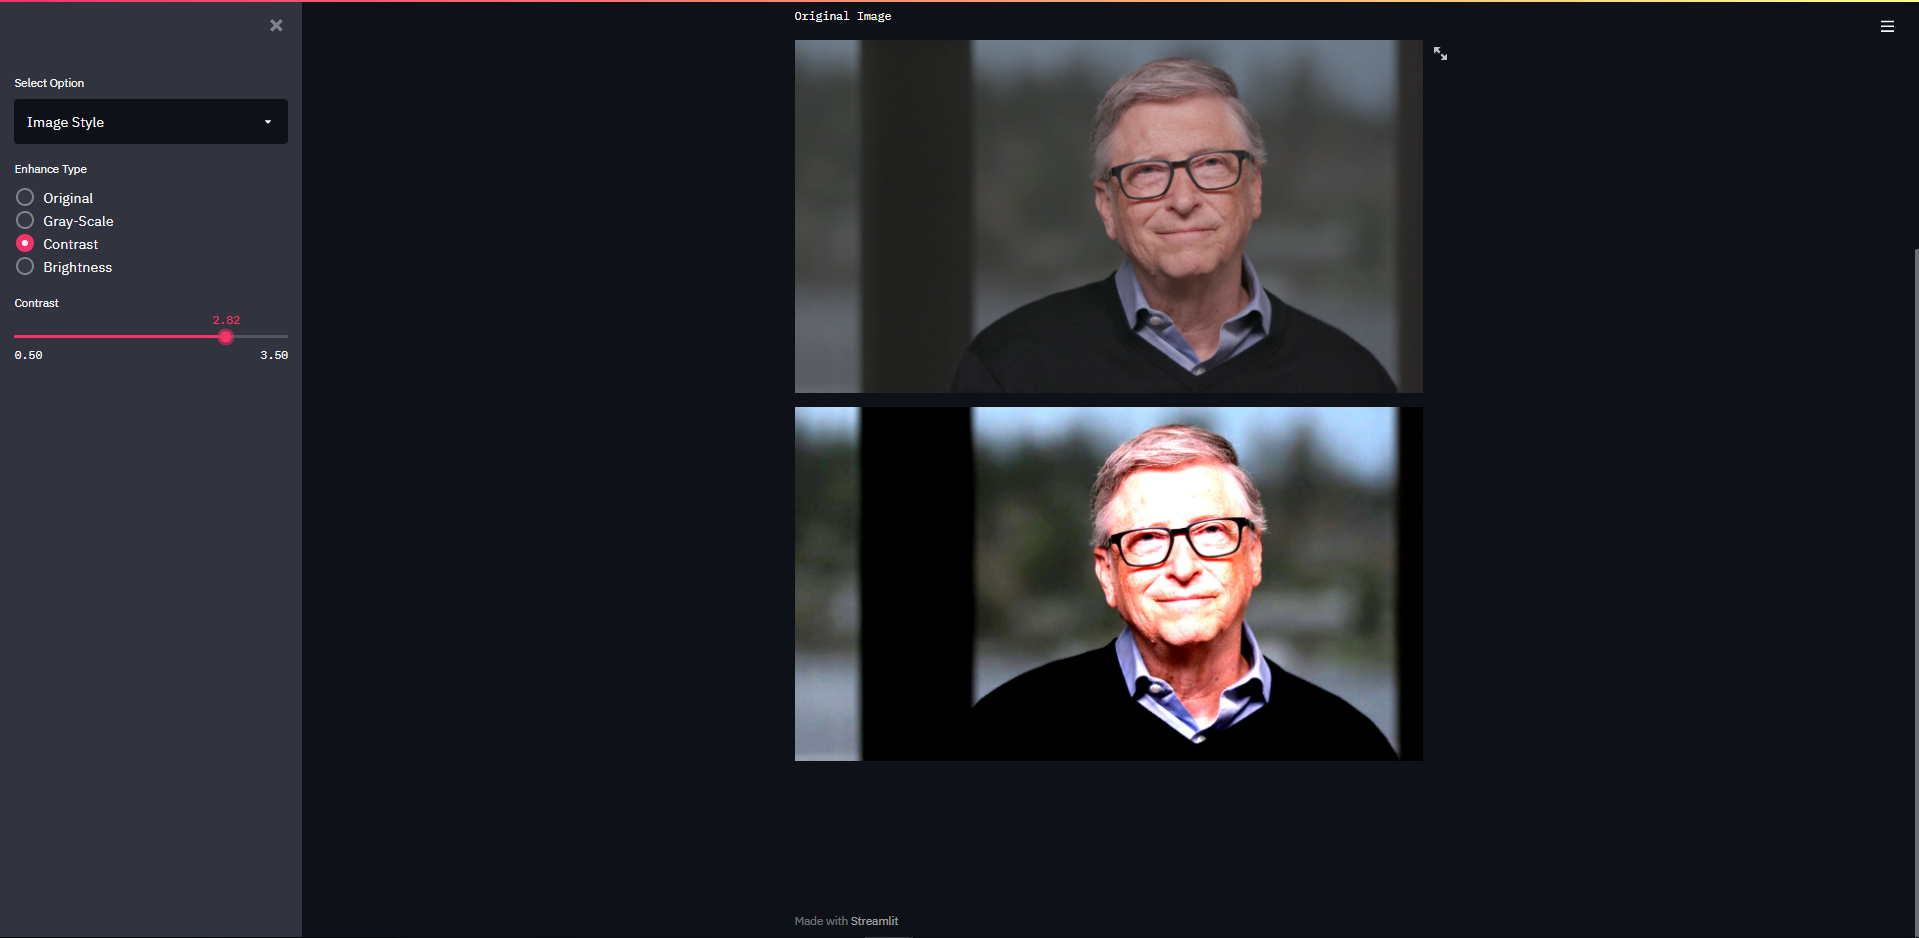 Select Option
Image Style
Enhance Type
Original
Gray-Scale
Contrast
Brightness
Contrast
2.82
0.50 3.50
Original Image
Made with Streamlit